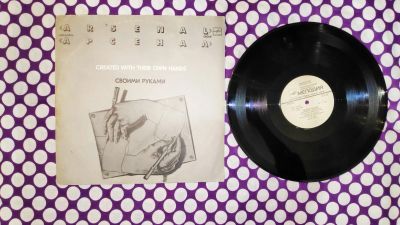 ARSENAL
АРСЕНАЛ
CREATED WITH THEIR OWN HANDS
СВОИМИ РУКАМИ
МЕЛОДИЯ